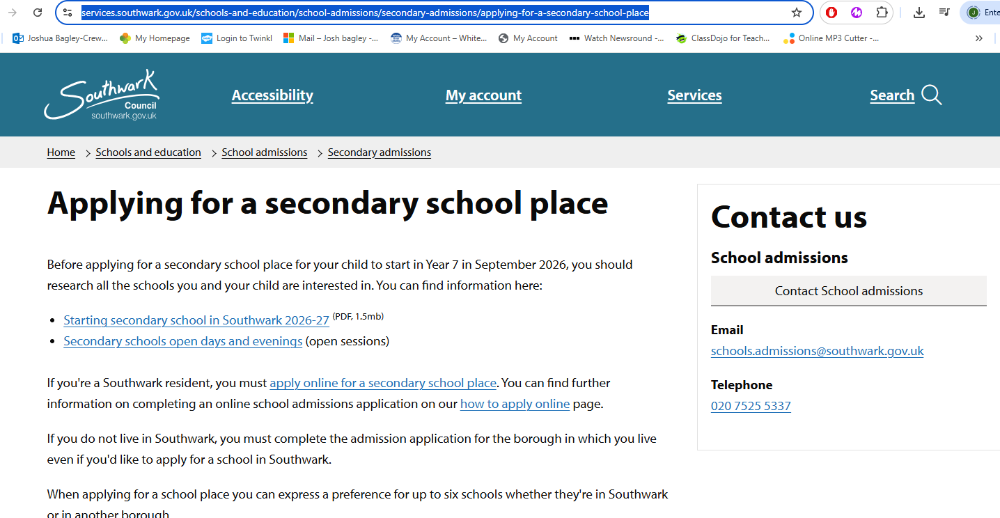 services.southwark.gov.uk/schools-and-education/school-admissions/secondary-admissions/applying-for-a-secondary-school-place
J
Ente
Joshua Bagley-Crew...
My Homepage
Login to Twinkl
Mail – Josh bagley -...
My Account – White...
My Account
Watch Newsround -...
ClassDojo for Teach...
Online MP3 Cutter -...
»
Southwark
Council
southwark.gov.uk
Accessibility
My account
Services
Search
Home
Schools and education
School admissions
Secondary admissions
Applying for a secondary school place
Before applying for a secondary school place for your child to start in Year 7 in September 2026, you should
research all the schools you and your child are interested in. You can find information here:
• Starting secondary school in Southwark 2026-27 (PDF, 1.5mb)
• Secondary schools open days and evenings (open sessions)
If you're a Southwark resident, you must apply online for a secondary school place. You can find further
information on completing an online school admissions application on our how to apply online page.
If you do not live in Southwark, you must complete the admission application for the borough in which you live
even if you'd like to apply for a school in Southwark.
When applying for a school place you can express a preference for up to six schools whether they're in Southwark
or in another borough
Contact us
School admissions
Contact School admissions
Email
schools.admissions@southwark.gov.uk
Telephone
020 7525 5337